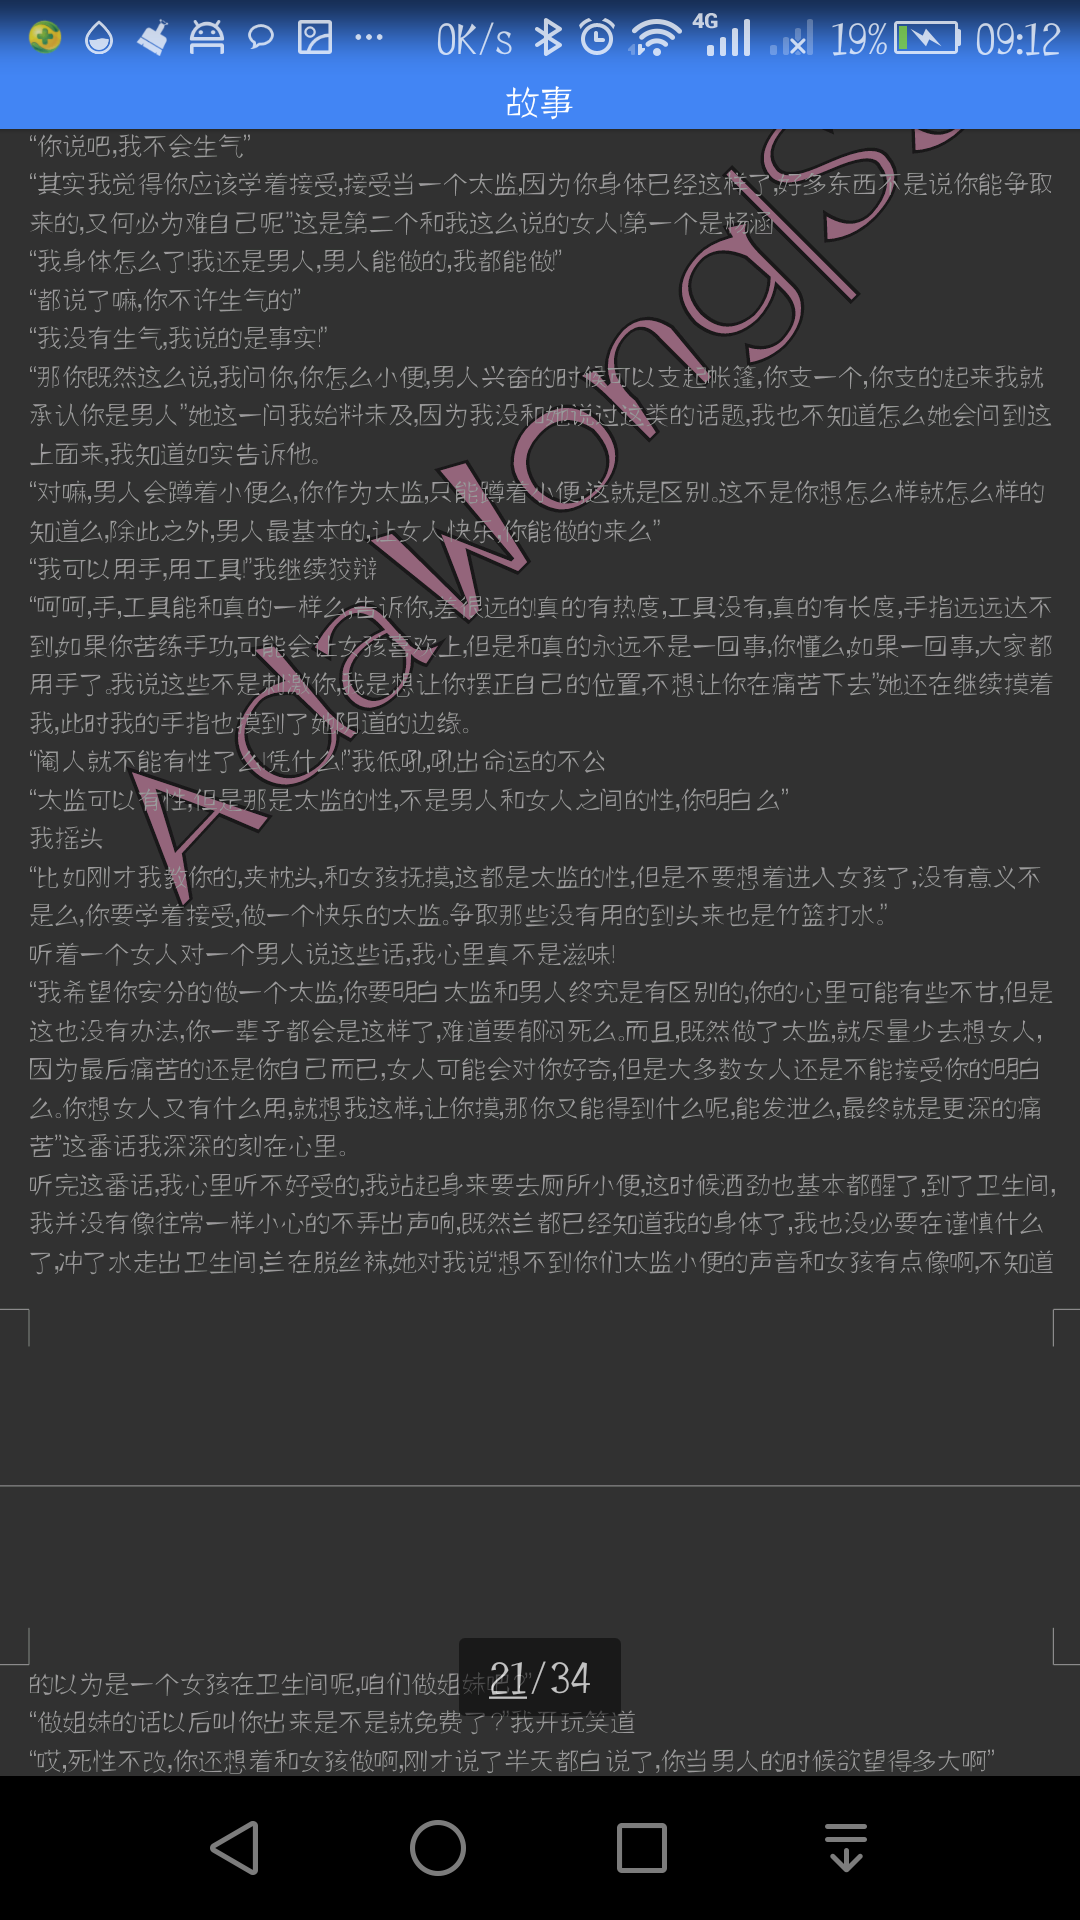 0K/s 4G 19% 09:12
故事
“你说吧,我不会生气”
“其实我觉得你应该学着接受,接受当一个太监,因为你身体已经这样了,好多东西不是说你能争取
来的,又何必为难自己呢”这是第二个和我这么说的女人!第一个是杨涵
“我身体怎么了!我还是男人,男人能做的,我都能做!”
“都说了嘛,你不许生气的”
“我没有生气,我说的是事实!”
“那你既然这么说,我问你,你怎么小便!,男人兴奋的时候可以支起帐篷,你支一个,你支的起来我就
承认你是男人”她这一问我始料未及,因为我没和她说过这类的话题,我也不知道怎么她会问到这
上面来,我知道如实告诉他。
“对嘛,男人会蹲着小便么,你作为太监,只能蹲着小便,这就是区别。这不是你想怎么样就怎么样的
知道么,除此之外,男人最基本的,让女人快乐,你能做的来么”
“我可以用手,用工具!”我继续狡辩
“呵呵,手,工具能和真的一样么,告诉你,差很远的!真的有热度,工具没有,真的有长度,手指远远达不
到,如果你苦练手功,可能会让女孩喜欢上,但是和真的永远不是一回事,你懂么,如果一回事,大家都
用手了。我说这些不是刺激你,我是想让你摆正自己的位置,不想让你在痛苦下去”她还在继续摸着
我,此时我的手指也摸到了她阴道的边缘。
“阉人就不能有性了么!凭什么!”我低吼,吼出命运的不公
“太监可以有性,但是那是太监的性,不是男人和女人之间的性,你明白么”
我摇头
“比如刚才我教你的,夹枕头,和女孩抚摸,这都是太监的性,但是不要想着进入女孩了,没有意义不
是么,你要学着接受,做一个快乐的太监。争取那些没有用的到头来也是竹篮打水。”
听着一个女人对一个男人说这些话,我心里真不是滋味!
“我希望你安分的做一个太监,你要明白太监和男人终究是有区别的,你的心里可能有些不甘,但是
这也没有办法,你一辈子都会是这样了,难道要郁闷死么。而且,既然做了太监,就尽量少去想女人,
因为最后痛苦的还是你自己而已,女人可能会对你好奇,但是大多数女人还是不能接受你的明白
么。你想女人又有什么用,就想我这样,让你摸,那你又能得到什么呢,能发泄么,最终就是更深的痛
苦”这番话我深深的刻在心里。
听完这番话,我心里听不好受的,我站起身来要去厕所小便,这时候酒劲也基本都醒了,到了卫生间,
我并没有像往常一样小心的不弄出声响,既然兰都已经知道我的身体了,我也没必要在谨慎什么
了,冲了水走出卫生间,兰在脱丝袜,她对我说“想不到你们太监小便的声音和女孩有点像啊,不知道
的以为是一个女孩在卫生间呢,咱们做姐妹吧?”
21/34
“做姐妹的话以后叫你出来是不是就免费了?”我开玩笑道
“哎,死性不改,你还想着和女孩做啊,刚才说了半天都白说了,你当男人的时候欲望得多大啊”
AdaWongJS